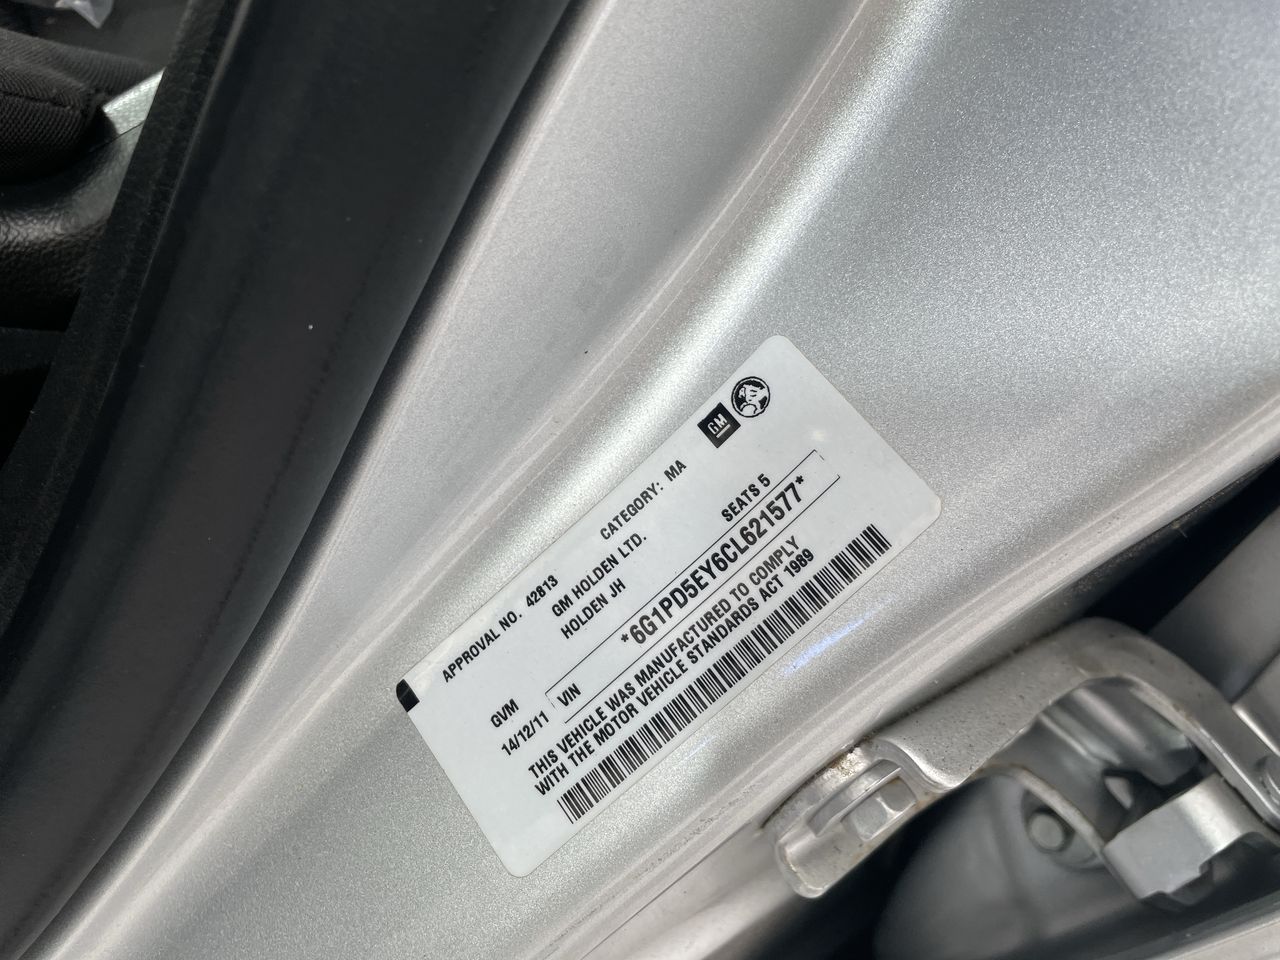 APPROVAL NO. 42813 CATEGORY: MA
GM
GM HOLDEN LTD.
HOLDEN JH
GVM SEATS 5
14/12/11 VIN *6G1PD5EY6CL621577*
THIS VEHICLE WAS MANUFACTURED TO COMPLY
WITH THE MOTOR VEHICLE STANDARDS ACT 1989